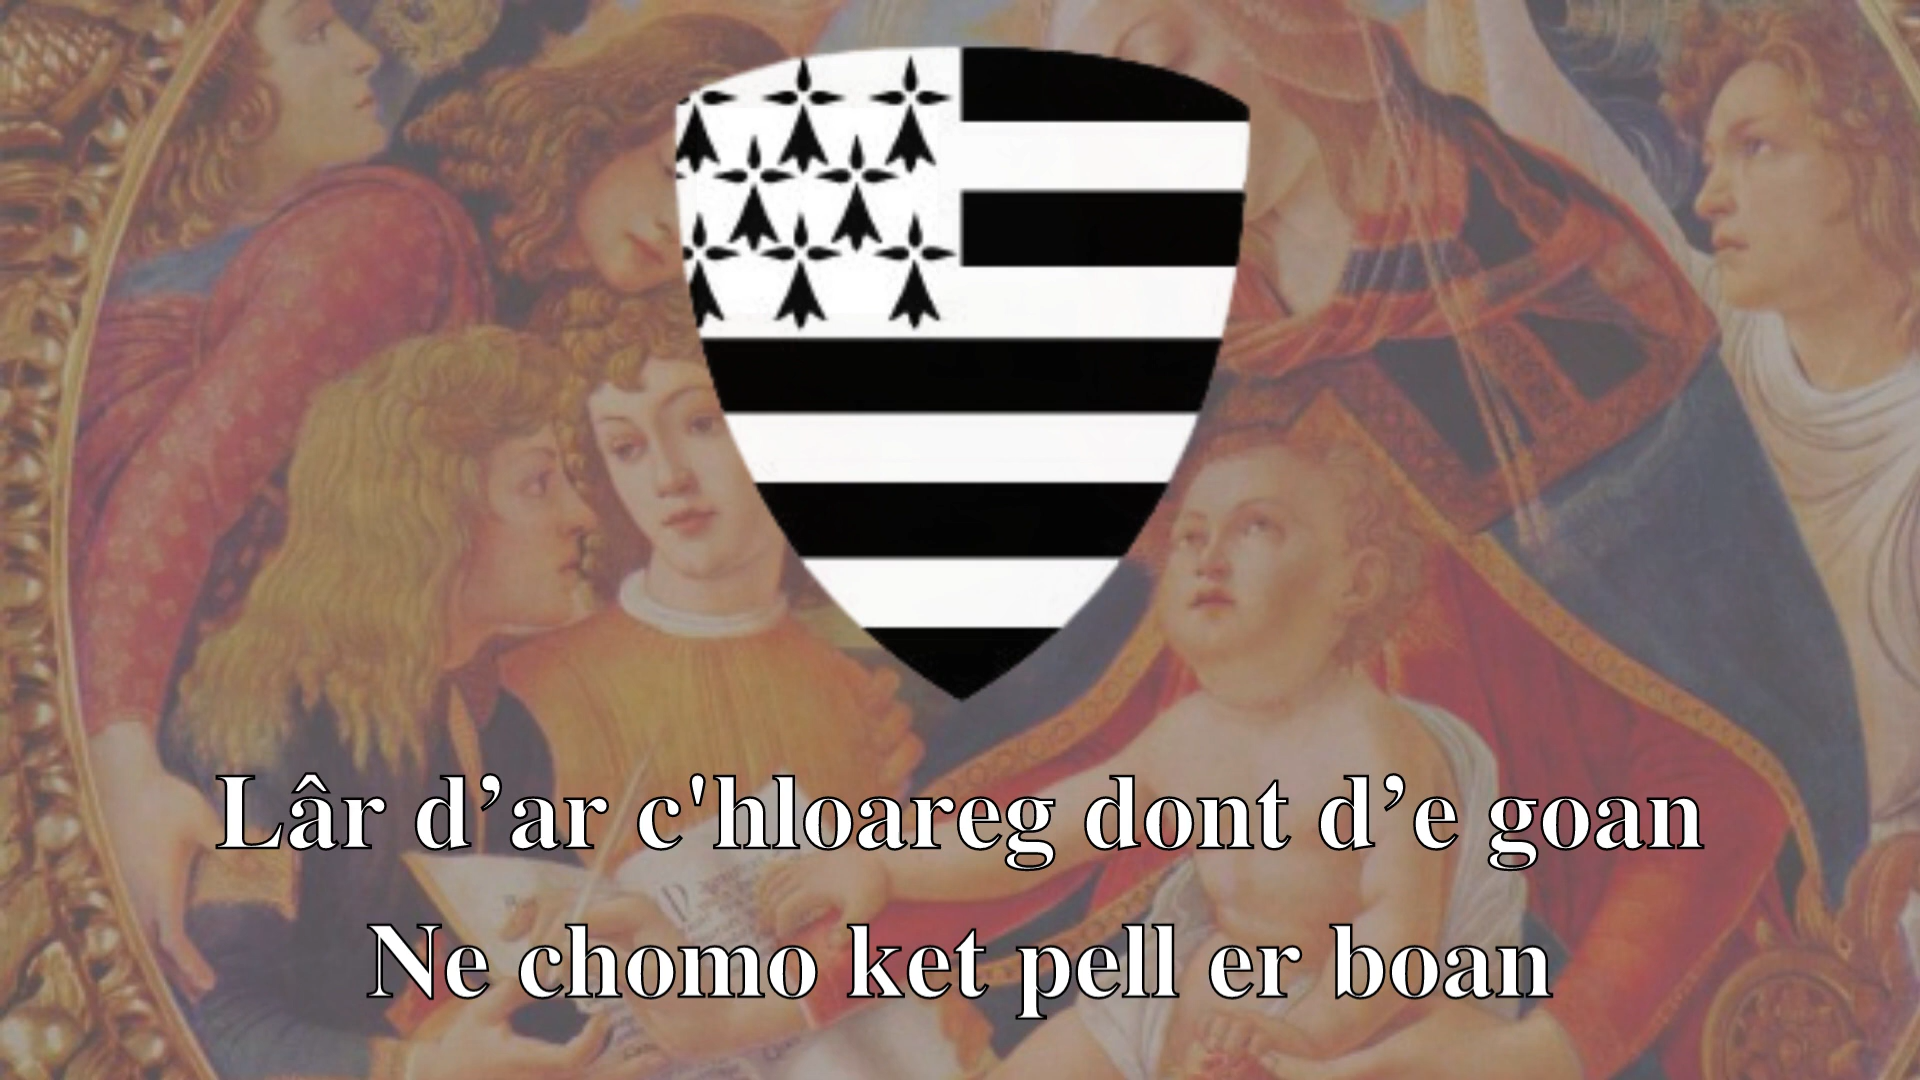 Lâr d’ar c'hloareg dont d’e goan
Ne chomo ket pell er boan